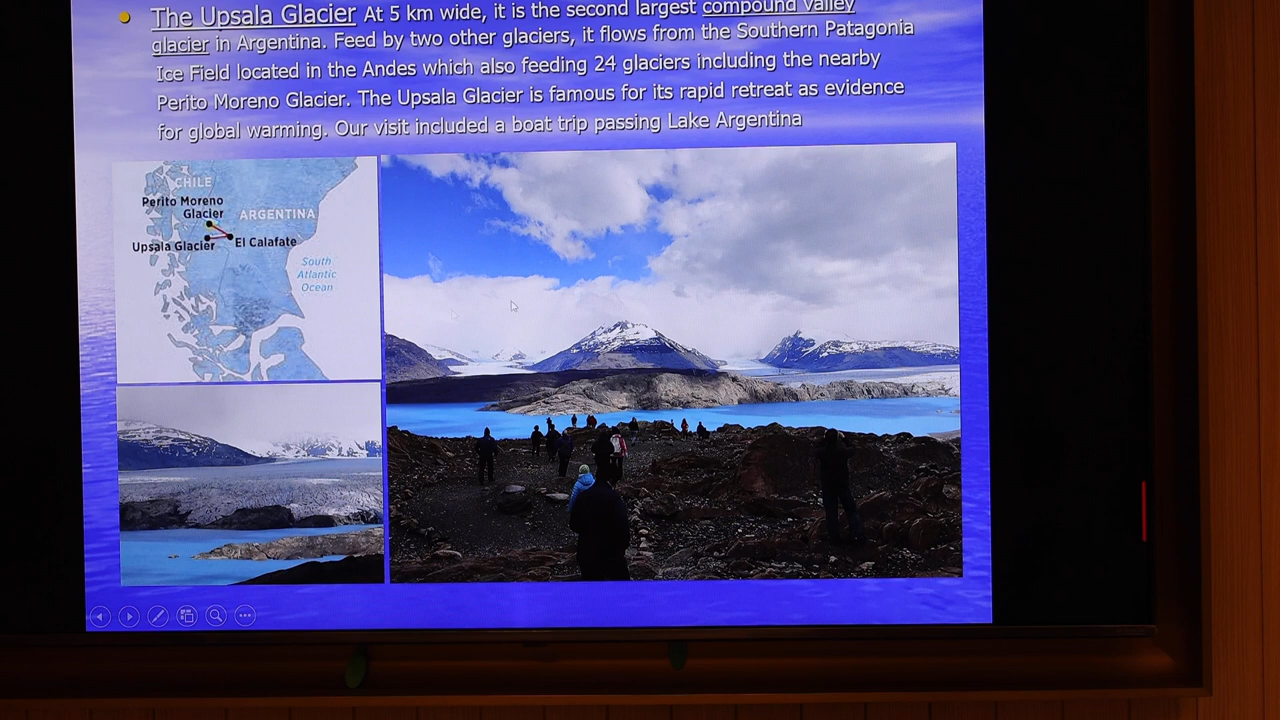 The Upsala Glacier At 5 km wide, it is the second largest compound valley
glacier in Argentina. Feed by two other glaciers, it flows from the Southern Patagonia
Ice Field located in the Andes which also feeding 24 glaciers including the nearby
Perito Moreno Glacier. The Upsala Glacier is famous for its rapid retreat as evidence
for global warming. Our visit included a boat trip passing Lake Argentina
CHILE
Perito Moreno
Glacier
ARGENTINA
Upsala Glacier
El Calafate
South
Atlantic
Ocean